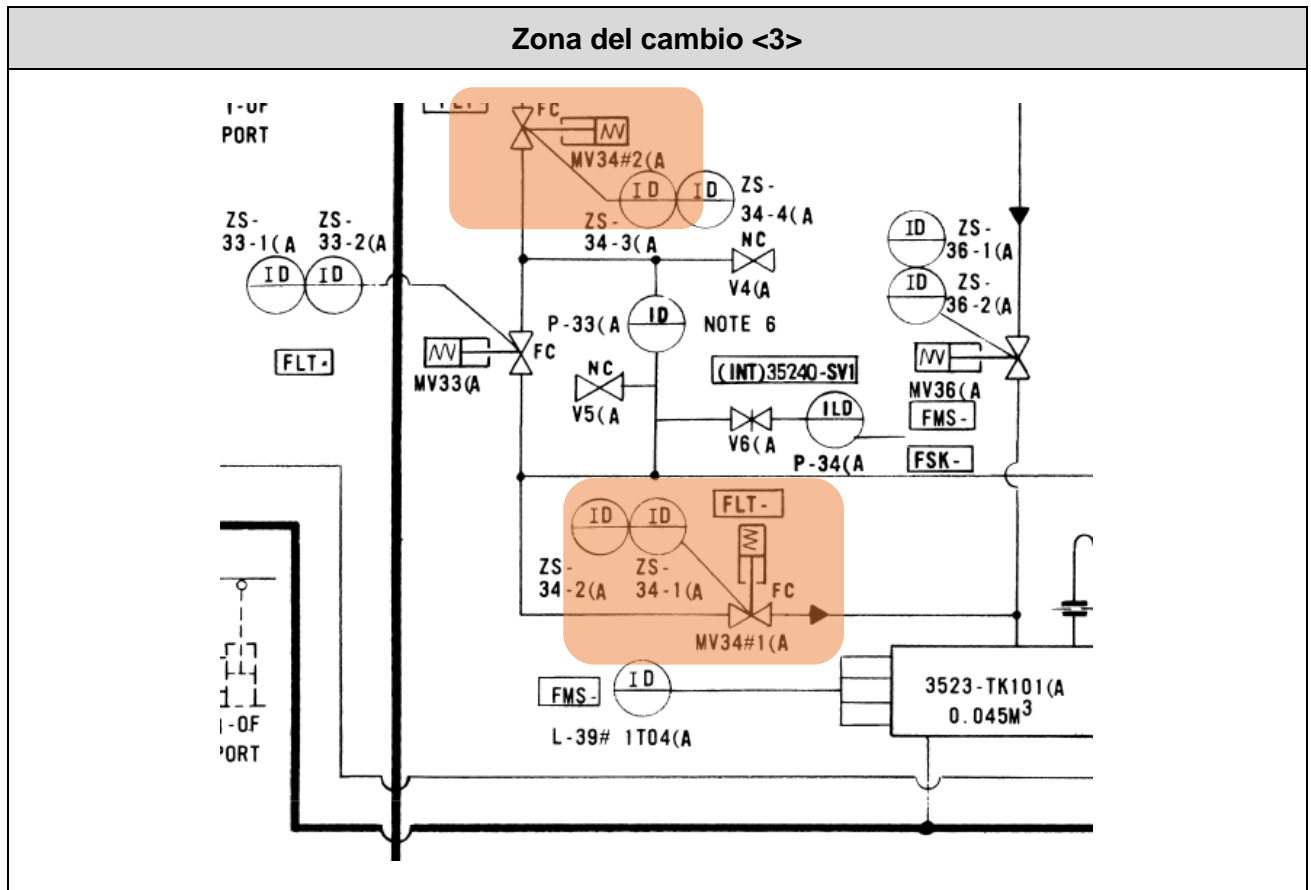 Zona del cambio <3>
PORT
FC
MV34#2(A
ID
ID
ZS-
34-4(A
ZS-
34-3(A
ZS-
33-1(A
ZS-
33-2(A
ID
ID
NC
V4(A
ID
ZS-
36-1(A
ID
ZS-
36-2(A
P-33(A
ID
NOTE 6
FLT-
MV33(A
FC
NC
V5(A
(INT)35240-SV1
MV36(A
V6(A
ILD
P-34(A
FMS-
FSK-
ID
ID
FLT-
ZS-
34-2(A
ZS-
34-1(A
FC
MV34#1(A
FMS-
ID
L-39# 1T04(A
3523-TK101(A
0.045M3
-OF
PORT